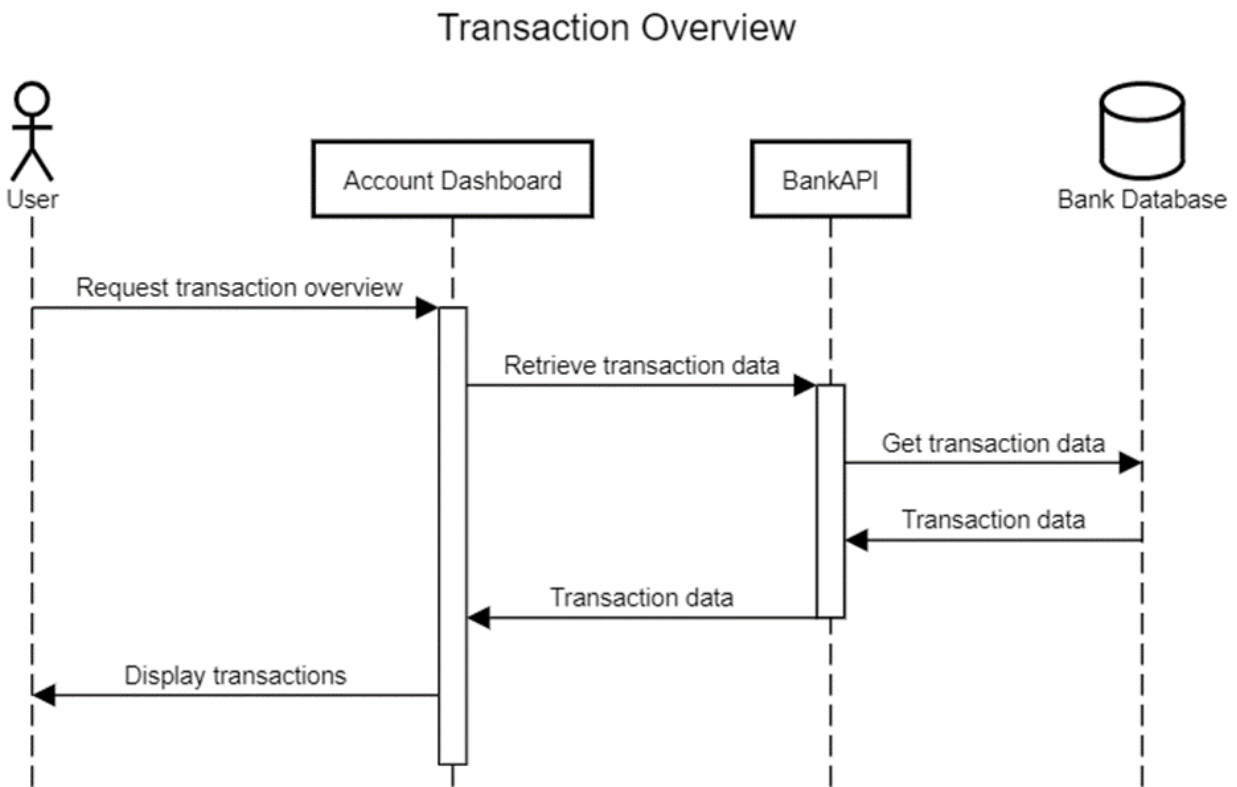 Transaction Overview
User
Account Dashboard
BankAPI
Bank Database
Request transaction overview
Retrieve transaction data
Get transaction data
Transaction data
Transaction data
Display transactions